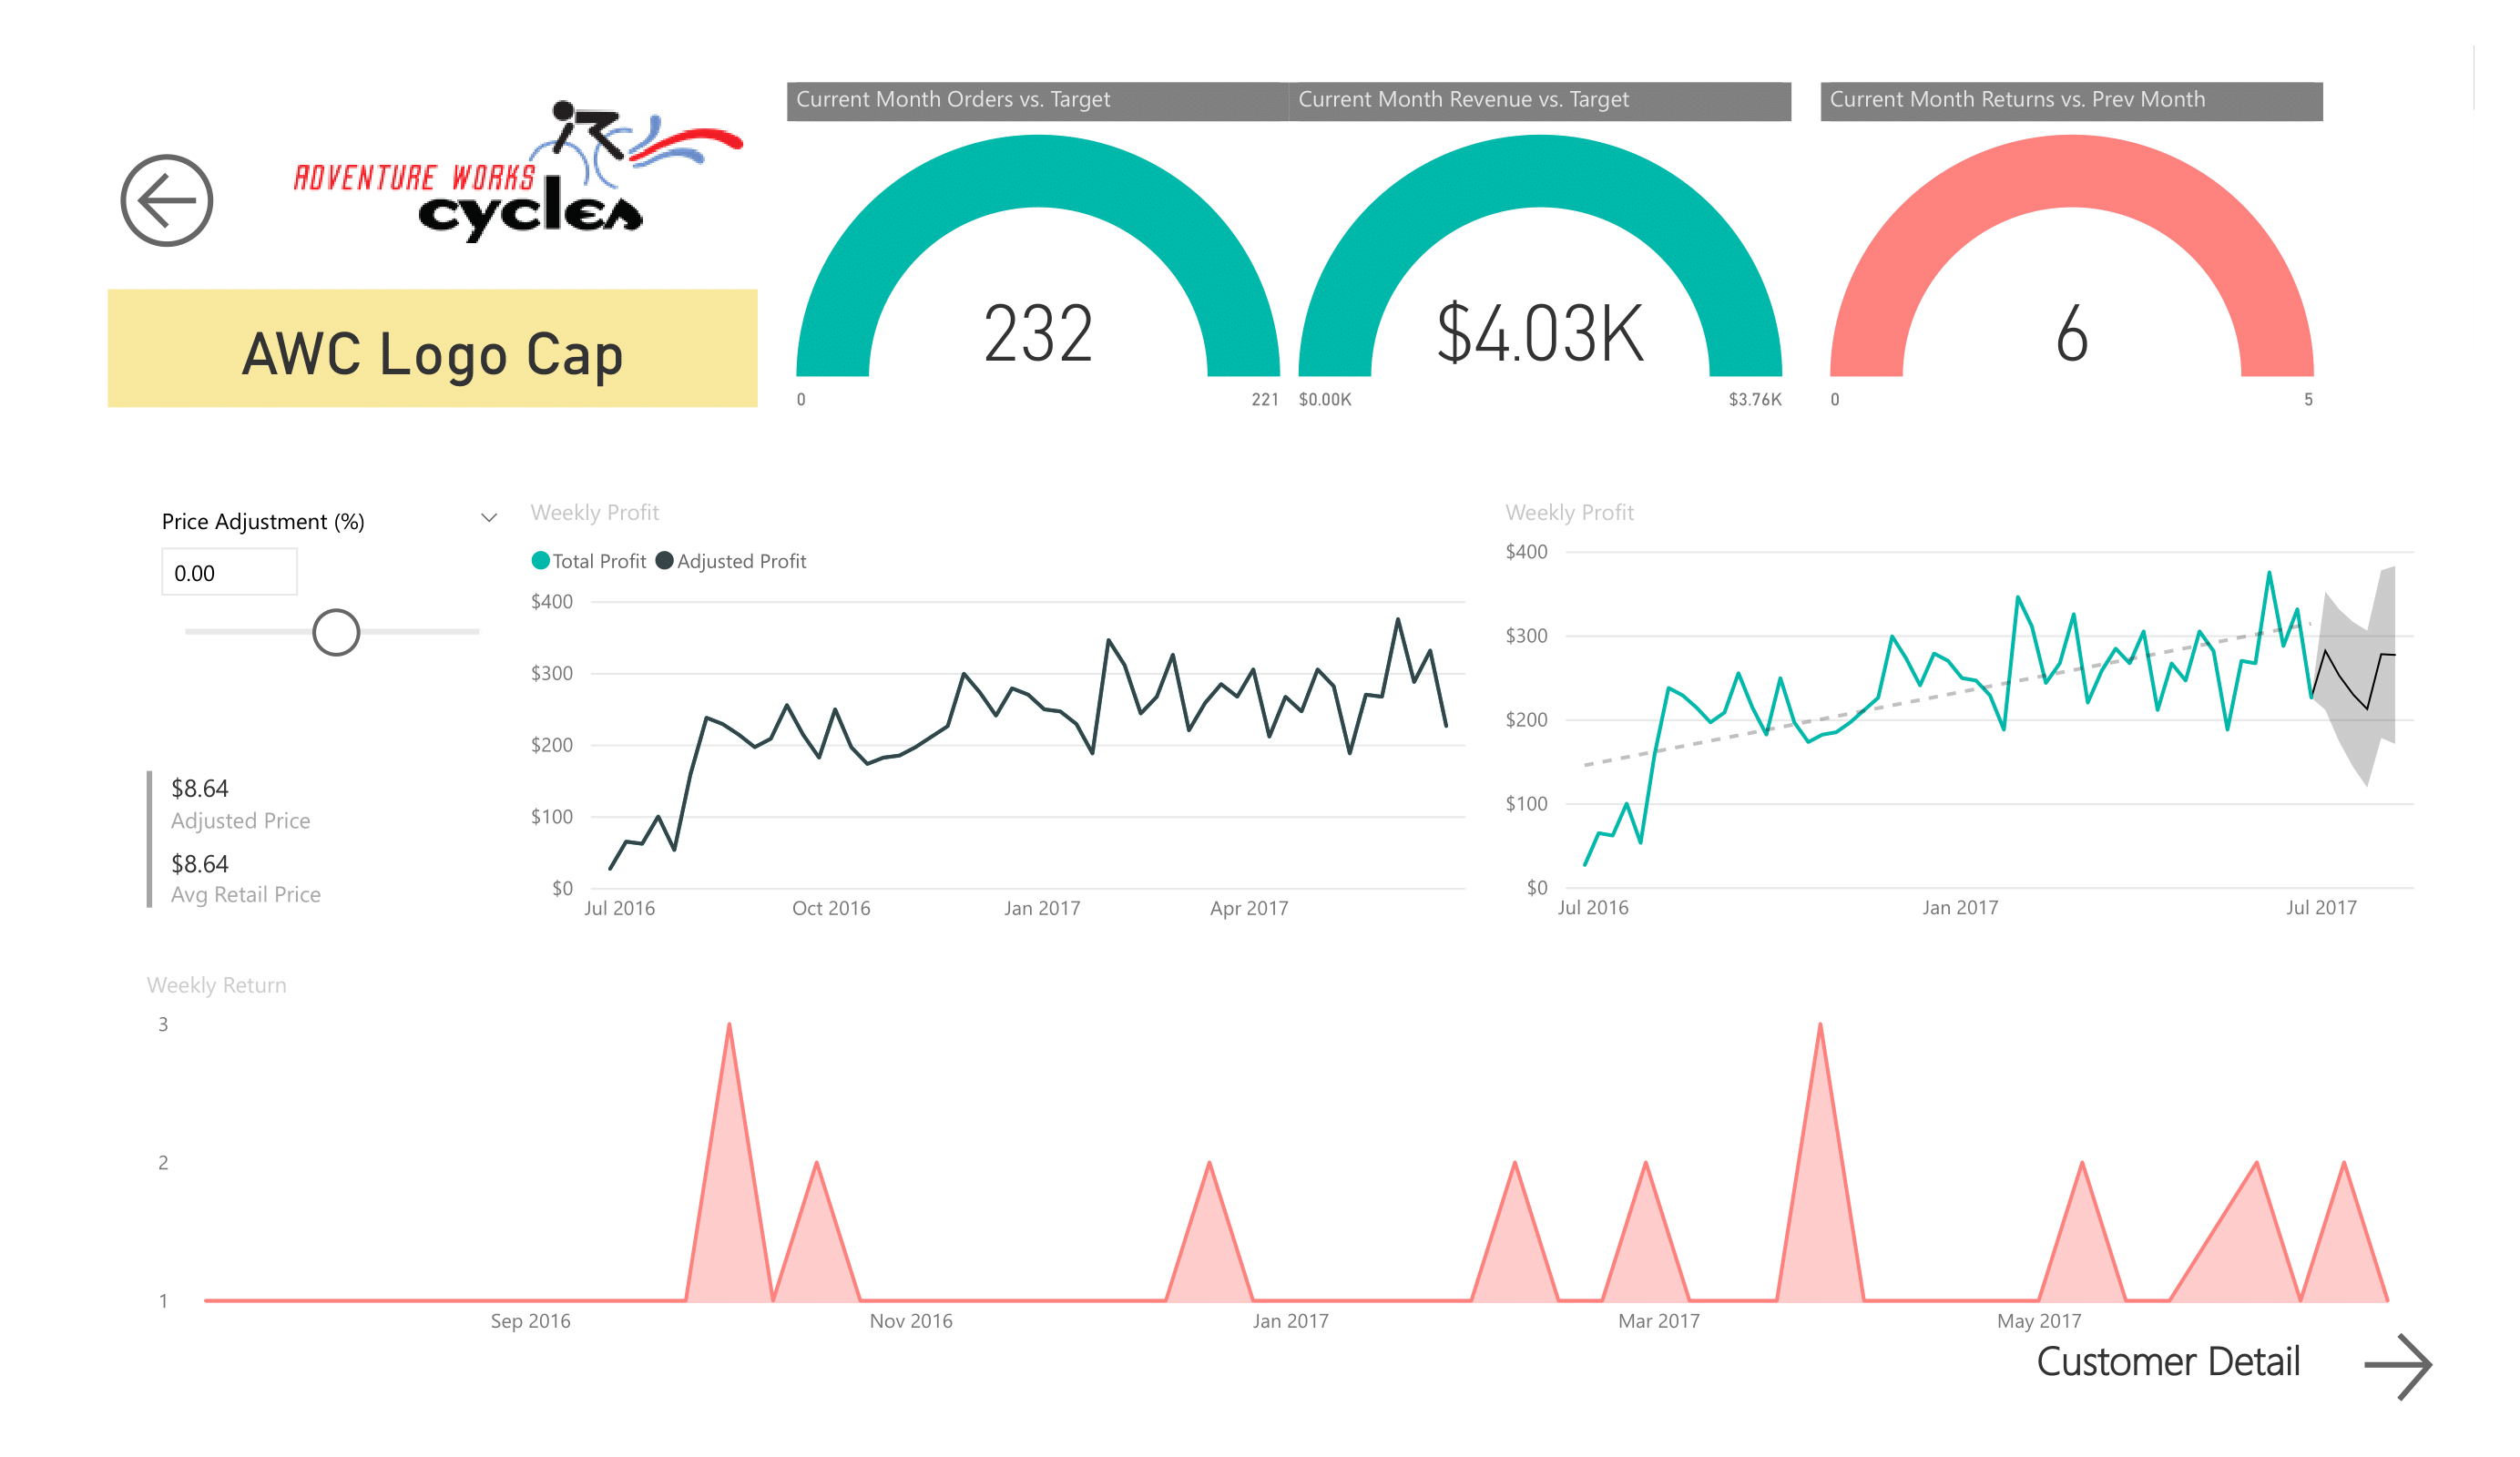 ADVENTURE WORKS
cycles
AWC Logo Cap
Current Month Orders vs. Target
232
0
221
Current Month Revenue vs. Target
$4.03K
$0.00K
$3.76K
Current Month Returns vs. Prev Month
6
0
5
Price Adjustment (%)
0.00
$8.64
Adjusted Price
$8.64
Avg Retail Price
Weekly Profit
Total Profit Adjusted Profit
$400
$300
$200
$100
$0
Jul 2016 Oct 2016 Jan 2017 Apr 2017
Weekly Profit
$400
$300
$200
$100
$0
Jul 2016 Jan 2017 Jul 2017
Weekly Return
3
2
1
Sep 2016 Nov 2016 Jan 2017 Mar 2017 May 2017
Customer Detail